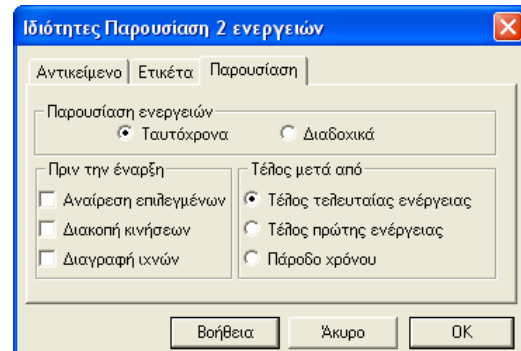 Ιδιότητες Παρουσίαση 2 ενεργειών
Αντικείμενο Ετικέτα Παρουσίαση
Παρουσίαση ενεργειών
Ταυτόχρονα Διαδοχικά
Πριν την έναρξη
Αναίρεση επιλεγμένων
Διακοπή κινήσεων
Διαγραφή ιχνών
Τέλος μετά από
Τέλος τελευταίας ενέργειας
Τέλος πρώτης ενέργειας
Πάροδο χρόνου
Βοήθεια Άκυρο OK